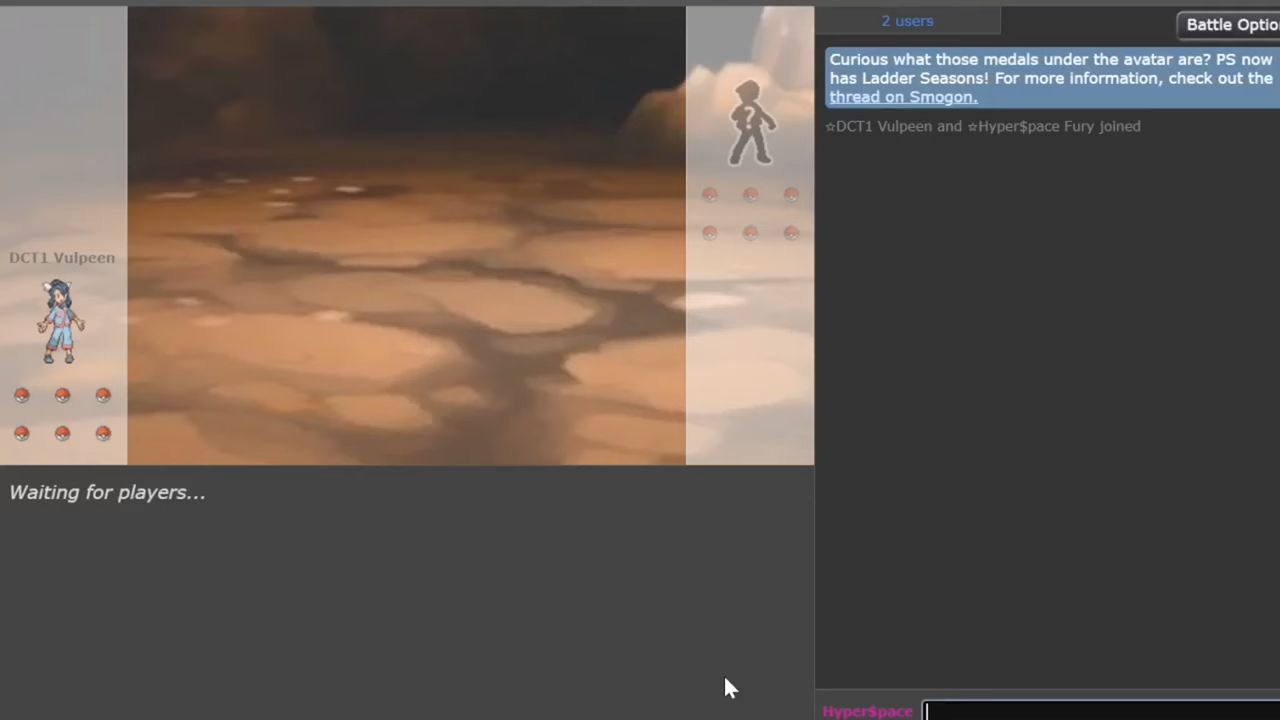 2 users
Battle Optio
Curious what those medals under the avatar are? PS now
has Ladder Seasons! For more information, check out the
thread on Smogon.
☆DCT1 Vulpeen and ☆Hyper$pace Fury joined
DCT1 Vulpeen
Waiting for players...
Hyper$pace